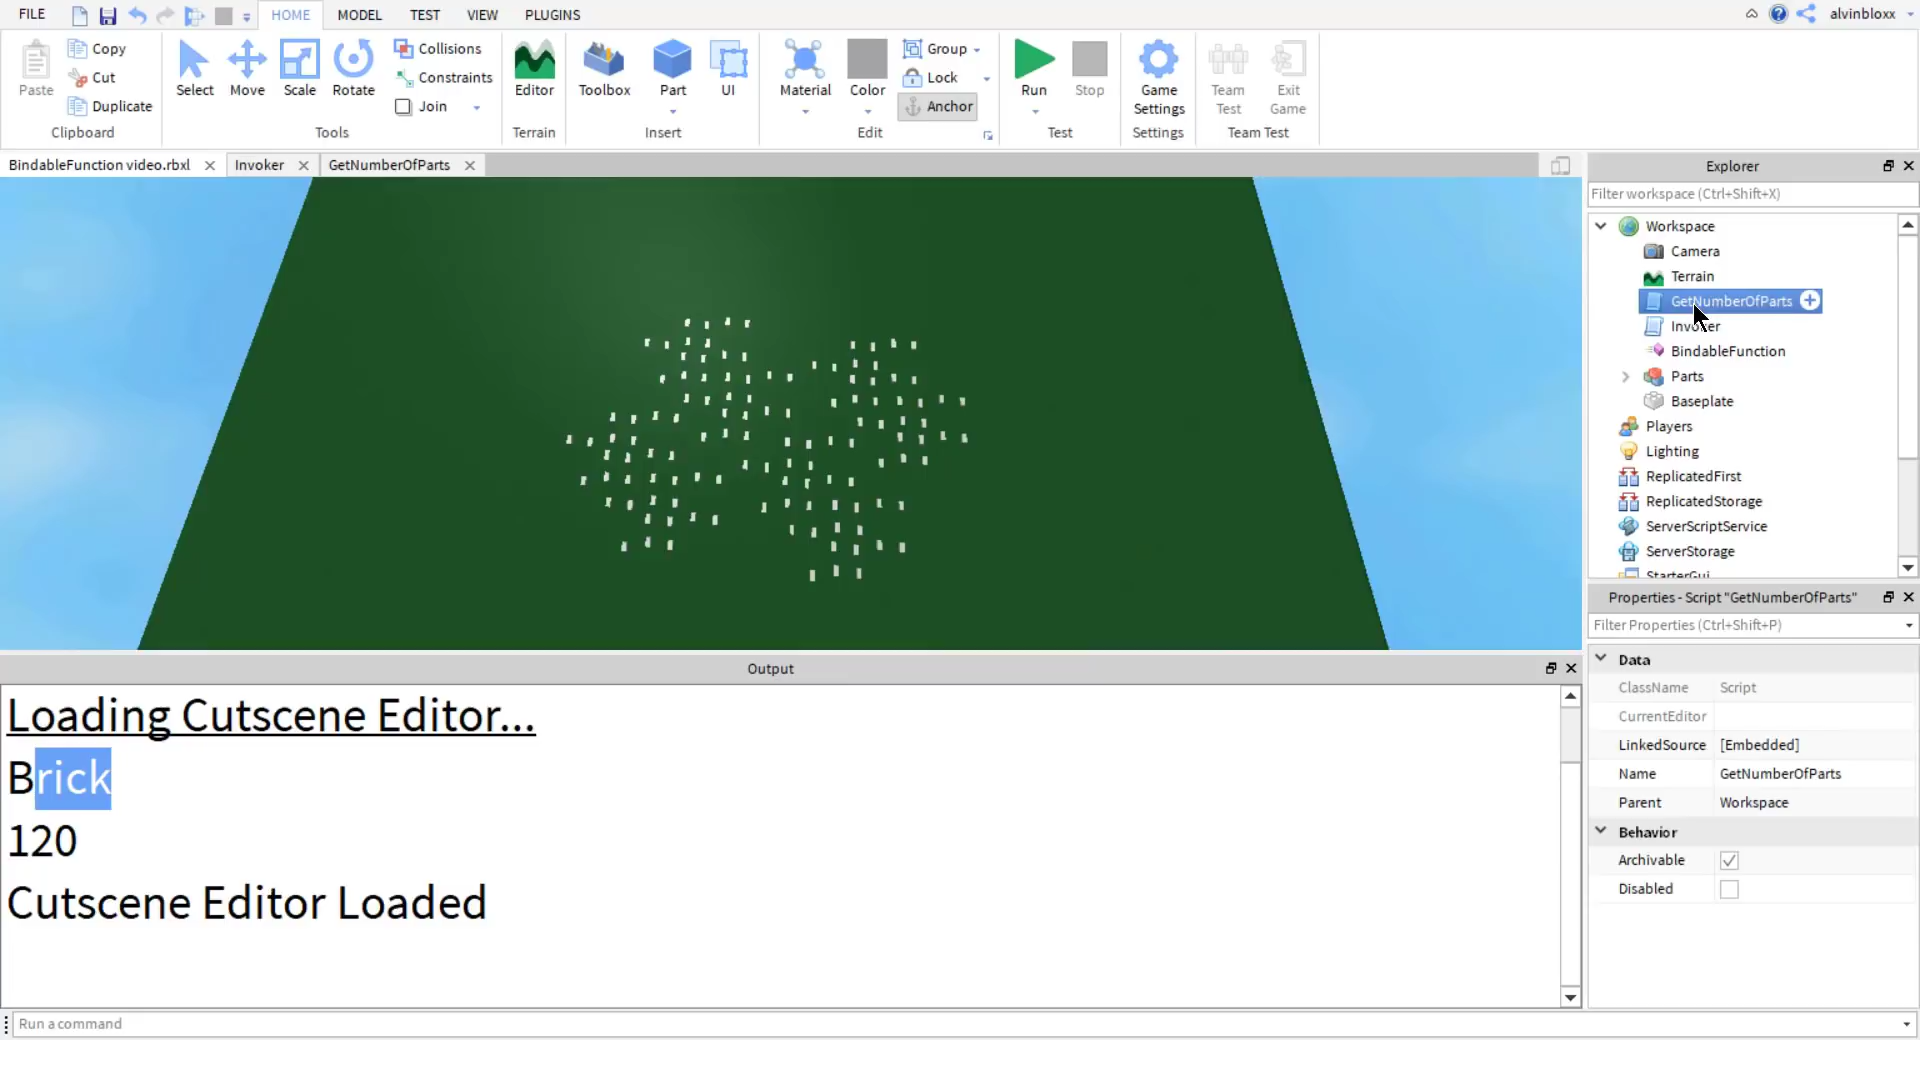 FILE
HOME
MODEL
TEST
VIEW
PLUGINS
alvinbloxx
Paste
Copy
Cut
Duplicate
Clipboard
Select
Move
Scale
Rotate
Collisions
Constraints
Join
Tools
Editor
Terrain
Toolbox
Part
UI
Insert
Material
Color
Group
Lock
Anchor
Edit
Run
Stop
Test
Game
Settings
Settings
Team
Test
Exit
Game
Team Test
BindableFunction video.rbxl
Invoker
GetNumberOfParts
Explorer
Filter workspace (Ctrl+Shift+X)
Workspace
Camera
Terrain
GetNumberOfParts
Invoker
BindableFunction
Parts
Baseplate
Players
Lighting
ReplicatedFirst
ReplicatedStorage
ServerScriptService
ServerStorage
StarterGui
Output
Loading Cutscene Editor...
Brick
120
Cutscene Editor Loaded
Properties - Script "GetNumberOfParts"
Filter Properties (Ctrl+Shift+P)
Data
ClassName Script
CurrentEditor
LinkedSource [Embedded]
Name GetNumberOfParts
Parent Workspace
Behavior
Archivable
Disabled
Run a command